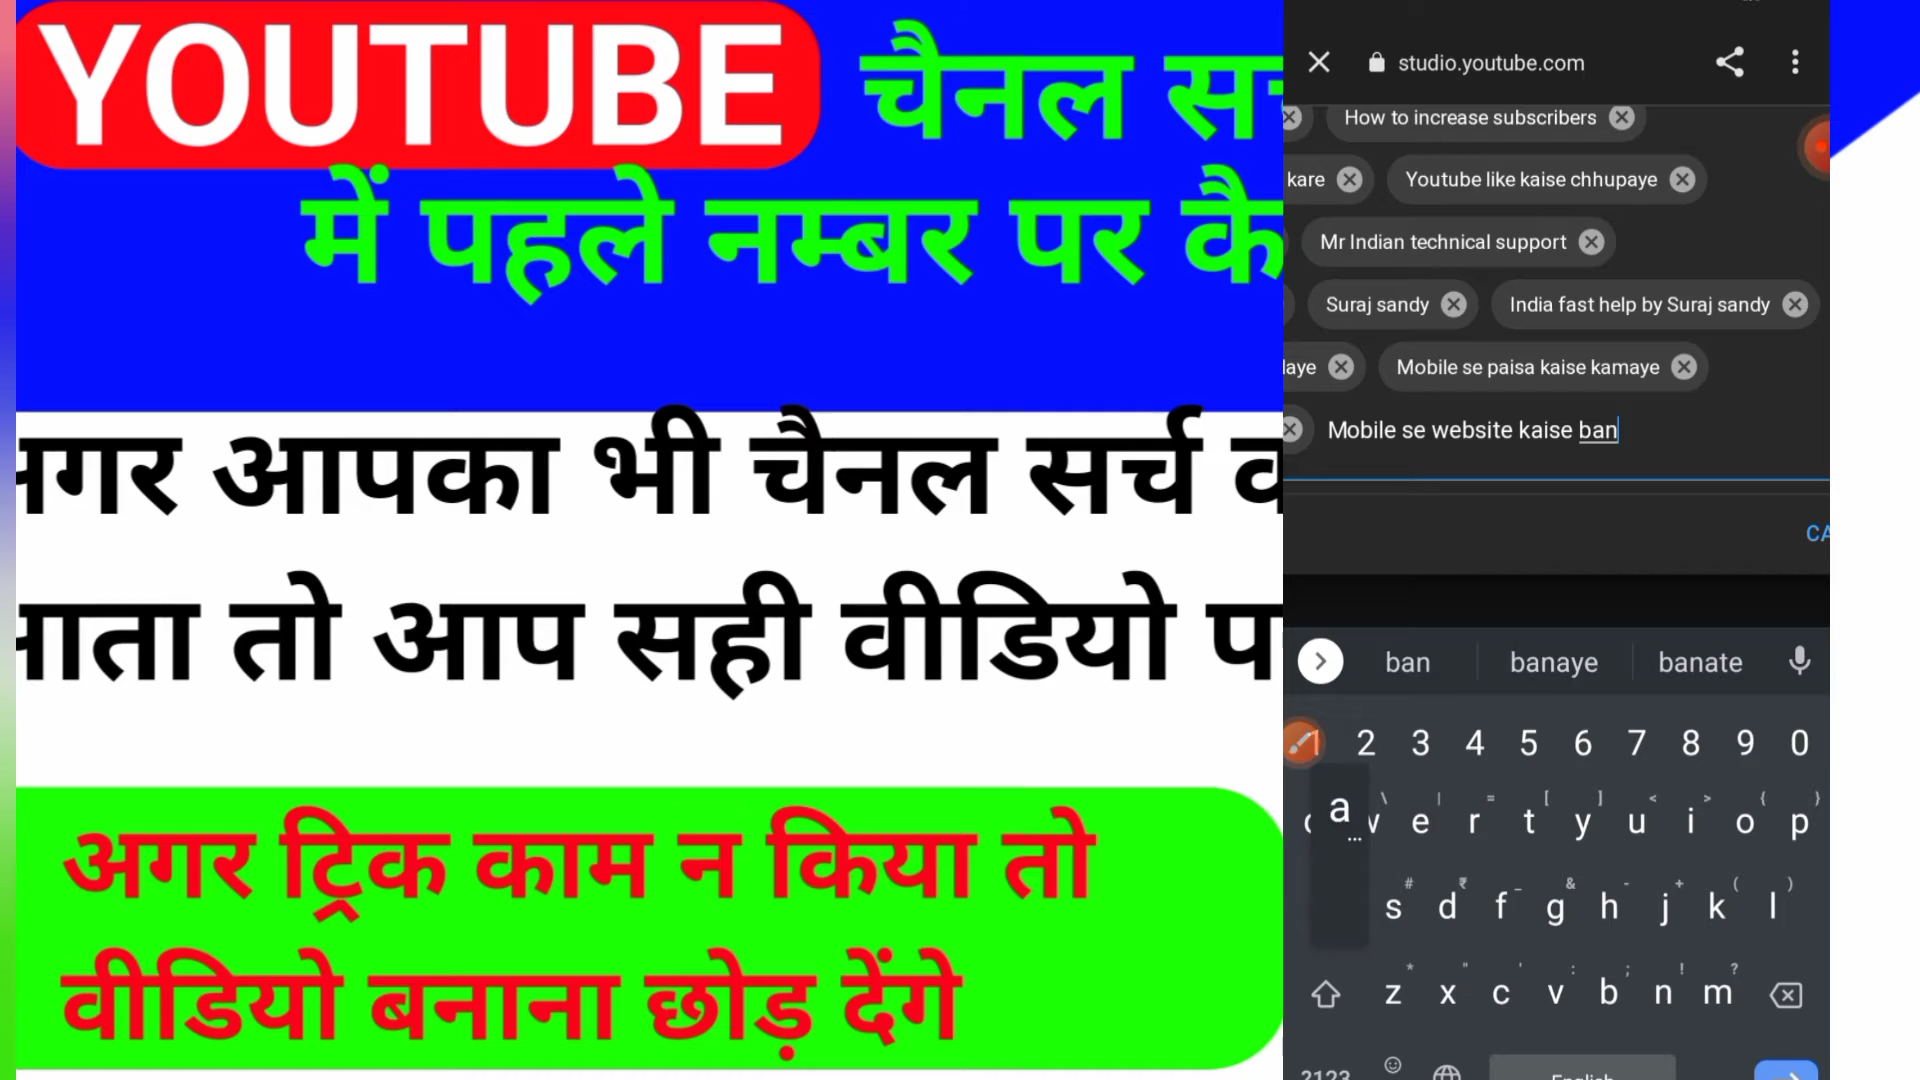 YOUTUBE चैनल
में पहले नम्बर पर
आपका भी चैनल सर्च
तो आप सही वीडियो
अगर ट्रिक काम न किया तो
वीडियो बनाना छोड़ देंगे
studio.youtube.com
How to increase subscribers
kare Youtube like kaise chhupaye
Mr Indian technical support
Suraj sandy India fast help by Suraj sandy
Mobile se paisa kaise kamaye
Mobile se website kaise ban
ban banaye banate
2 3 4 5 6 7 8 9 0
a e r t y u i o p
s d f g h j k l
z x c v b n m